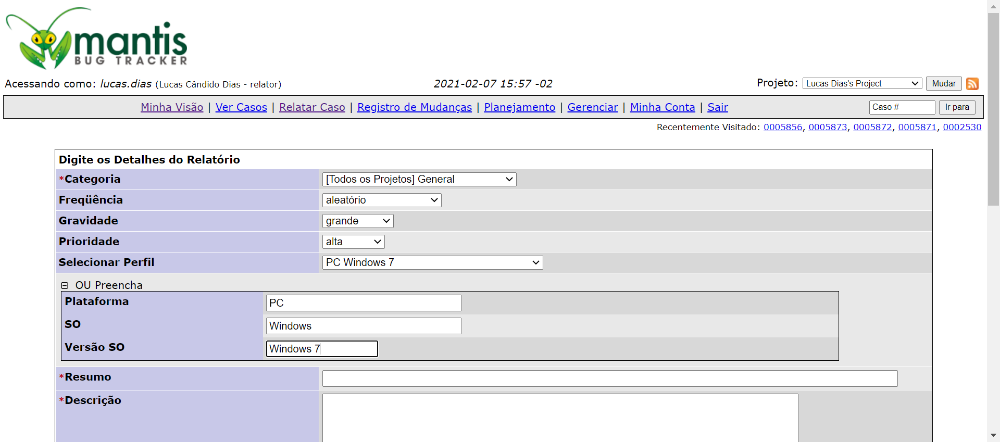 mantis
BUG TRACKER
Acessando como: lucas.dias (Lucas Cândido Dias - relator)
2021-02-07 15:57 -02
Projeto: Lucas Dias's Project Mudar
Minha Visão | Ver Casos | Relatar Caso | Registro de Mudanças | Planejamento | Gerenciar | Minha Conta | Sair
Caso # Ir para
Recentemente Visitado: 0005856, 0005873, 0005872, 0005871, 0002530
Digite os Detalhes do Relatório
*Categoria [Todos os Projetos] General
Freqüência aleatório
Gravidade grande
Prioridade alta
Selecionar Perfil PC Windows 7
OU Preencha
Plataforma PC
SO Windows
Versão SO Windows 7
*Resumo
*Descrição